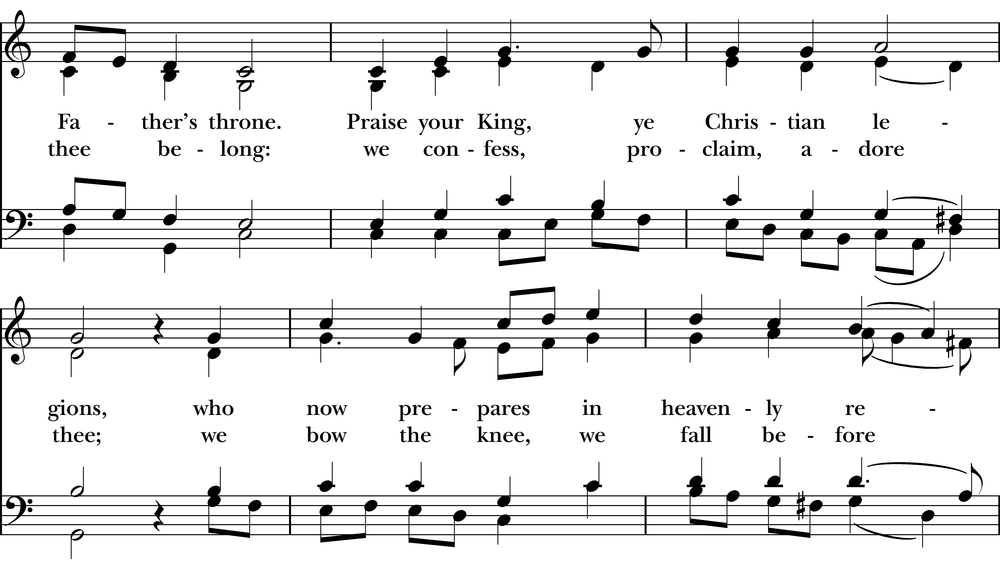 Fa - ther's throne. Praise your King, ye Chris - tian le -
thee be - long: we con - fess, pro - claim, a - dore
gions, who now pre - pares in heaven - ly re -
thee; we bow the knee, we fall be - fore